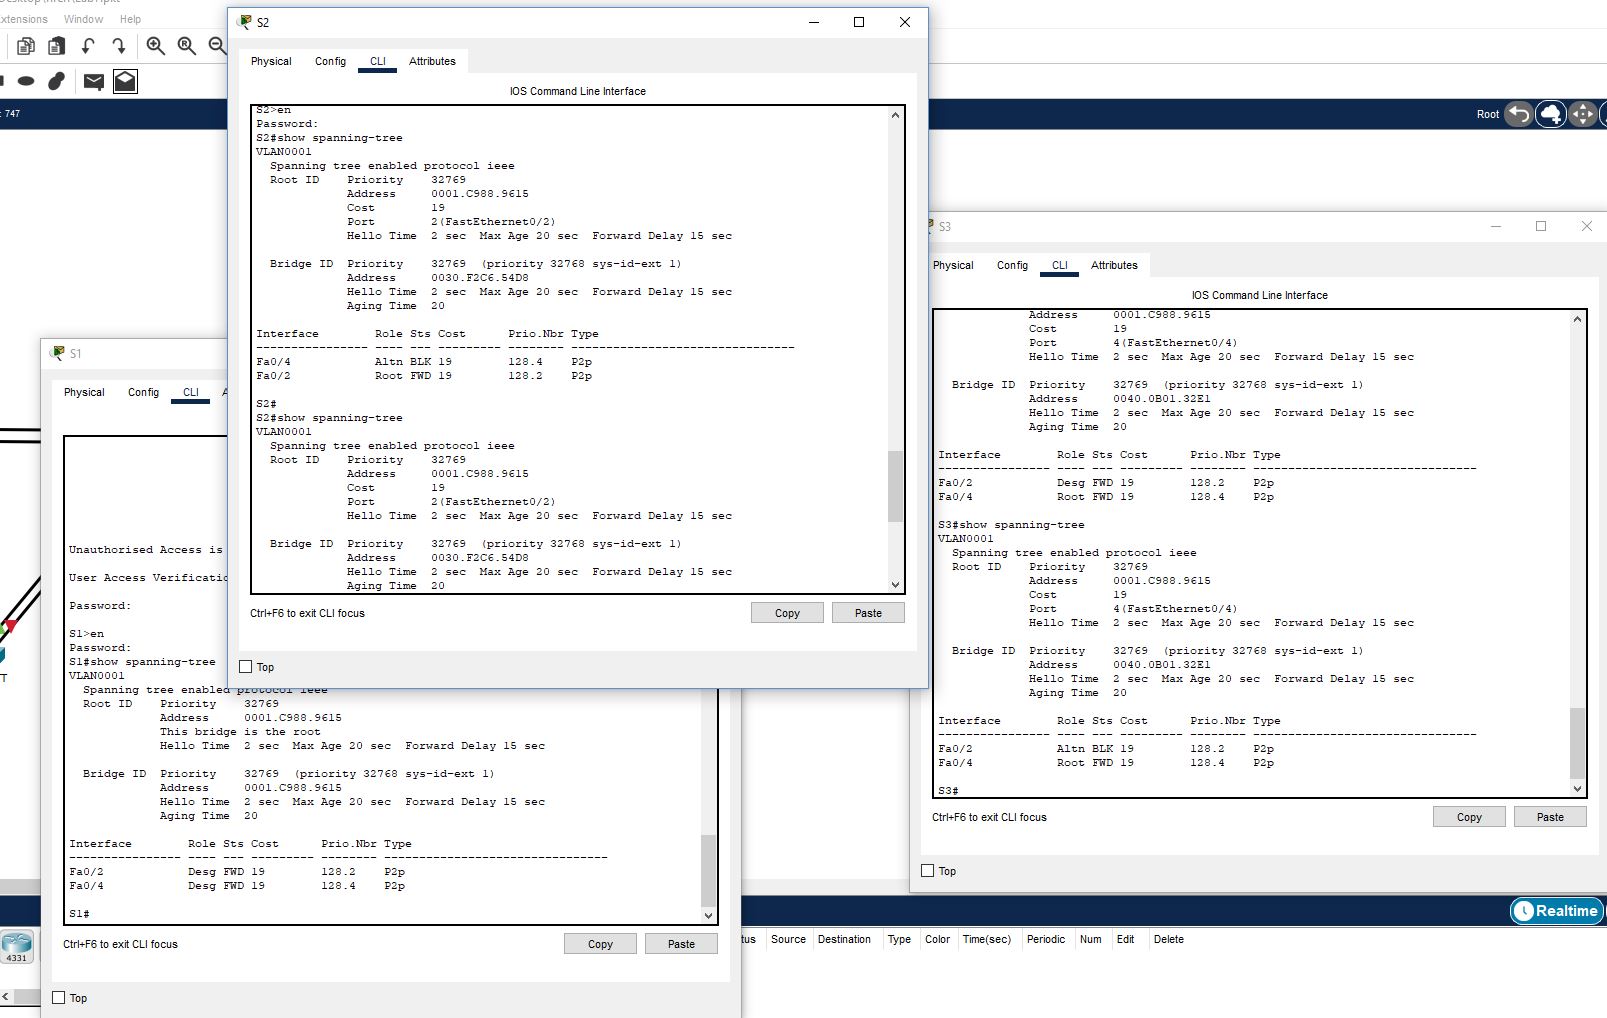 xtensions Window Help
: 747
Root
S2
Physical Config CLI Attributes
IOS Command Line Interface
S2>en
Password:
S2#show spanning-tree
VLAN0001
Spanning tree enabled protocol ieee
Root ID Priority 32769
Address 0001.C988.9615
Cost 19
Port 2(FastEthernet0/2)
Hello Time 2 sec Max Age 20 sec Forward Delay 15 sec
Bridge ID Priority 32769 (priority 32768 sys-id-ext 1)
Address 0030.F2C6.54D8
Hello Time 2 sec Max Age 20 sec Forward Delay 15 sec
Aging Time 20
Interface Role Sts Cost Prio.Nbr Type
---------------- ---- --- --------- -------- --------------------------------
Fa0/4 Altn BLK 19 128.4 P2p
Fa0/2 Root FWD 19 128.2 P2p
S2#
S2#show spanning-tree
VLAN0001
Spanning tree enabled protocol ieee
Root ID Priority 32769
Address 0001.C988.9615
Cost 19
Port 2(FastEthernet0/2)
Hello Time 2 sec Max Age 20 sec Forward Delay 15 sec
Bridge ID Priority 32769 (priority 32768 sys-id-ext 1)
Address 0030.F2C6.54D8
Hello Time 2 sec Max Age 20 sec Forward Delay 15 sec
Aging Time 20
Ctrl+F6 to exit CLI focus
Copy Paste
Top
S3
Physical Config CLI Attributes
IOS Command Line Interface
Address 0001.C988.9615
Cost 19
Port 4(FastEthernet0/4)
Hello Time 2 sec Max Age 20 sec Forward Delay 15 sec
Bridge ID Priority 32769 (priority 32768 sys-id-ext 1)
Address 0040.0B01.32E1
Hello Time 2 sec Max Age 20 sec Forward Delay 15 sec
Aging Time 20
Interface Role Sts Cost Prio.Nbr Type
---------------- ---- --- --------- -------- --------------------------------
Fa0/2 Desg FWD 19 128.2 P2p
Fa0/4 Root FWD 19 128.4 P2p
S3#show spanning-tree
VLAN0001
Spanning tree enabled protocol ieee
Root ID Priority 32769
Address 0001.C988.9615
Cost 19
Port 4(FastEthernet0/4)
Hello Time 2 sec Max Age 20 sec Forward Delay 15 sec
Bridge ID Priority 32769 (priority 32768 sys-id-ext 1)
Address 0040.0B01.32E1
Hello Time 2 sec Max Age 20 sec Forward Delay 15 sec
Aging Time 20
Interface Role Sts Cost Prio.Nbr Type
---------------- ---- --- --------- -------- --------------------------------
Fa0/2 Altn BLK 19 128.2 P2p
Fa0/4 Root FWD 19 128.4 P2p
S3#
Ctrl+F6 to exit CLI focus
Copy Paste
Top
S1
Physical Config CLI A
Unauthorised Access is
User Access Verificatio
Password:
S1>en
Password:
S1#show spanning-tree
VLAN0001
Spanning tree enabled protocol ieee
Root ID Priority 32769
Address 0001.C988.9615
This bridge is the root
Hello Time 2 sec Max Age 20 sec Forward Delay 15 sec
Bridge ID Priority 32769 (priority 32768 sys-id-ext 1)
Address 0001.C988.9615
Hello Time 2 sec Max Age 20 sec Forward Delay 15 sec
Aging Time 20
Interface Role Sts Cost Prio.Nbr Type
---------------- ---- --- --------- -------- --------------------------------
Fa0/2 Desg FWD 19 128.2 P2p
Fa0/4 Desg FWD 19 128.4 P2p
S1#
Ctrl+F6 to exit CLI focus
Copy Paste
Top
T
4331
Realtime
tus Source Destination Type Color Time(sec) Periodic Num Edit Delete